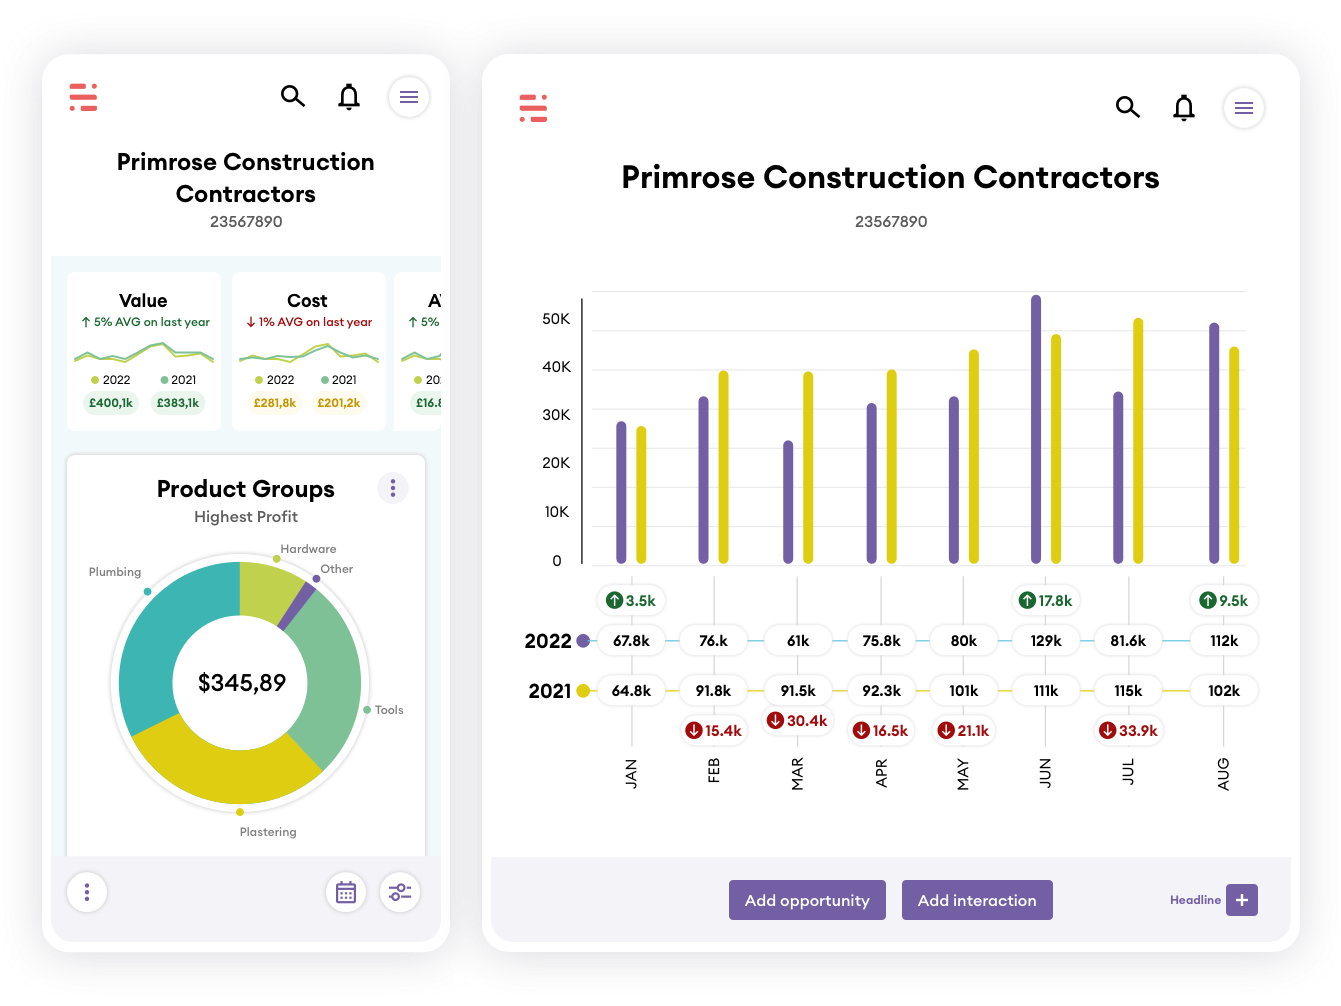 Primrose Construction
Contractors
23567890
Value
↑ 5% AVG on last year
2022 2021
£400,1k £383,1k
Cost
↓ 1% AVG on last year
2022 2021
£281,8k £201,2k
↑ 5%
Product Groups
Highest Profit
Hardware
Other
Plumbing
$345,89
Tools
Plastering
Primrose Construction Contractors
23567890
50K
40K
30K
20K
10K
0
3.5k 17.8k 9.5k
2022 67.8k 76.k 61k 75.8k 80k 129k 81.6k 112k
2021 64.8k 91.8k 91.5k 92.3k 101k 111k 115k 102k
15.4k 30.4k 16.5k 21.1k 33.9k
JAN FEB MAR APR MAY JUN JUL AUG
Add opportunity Add interaction Headline +